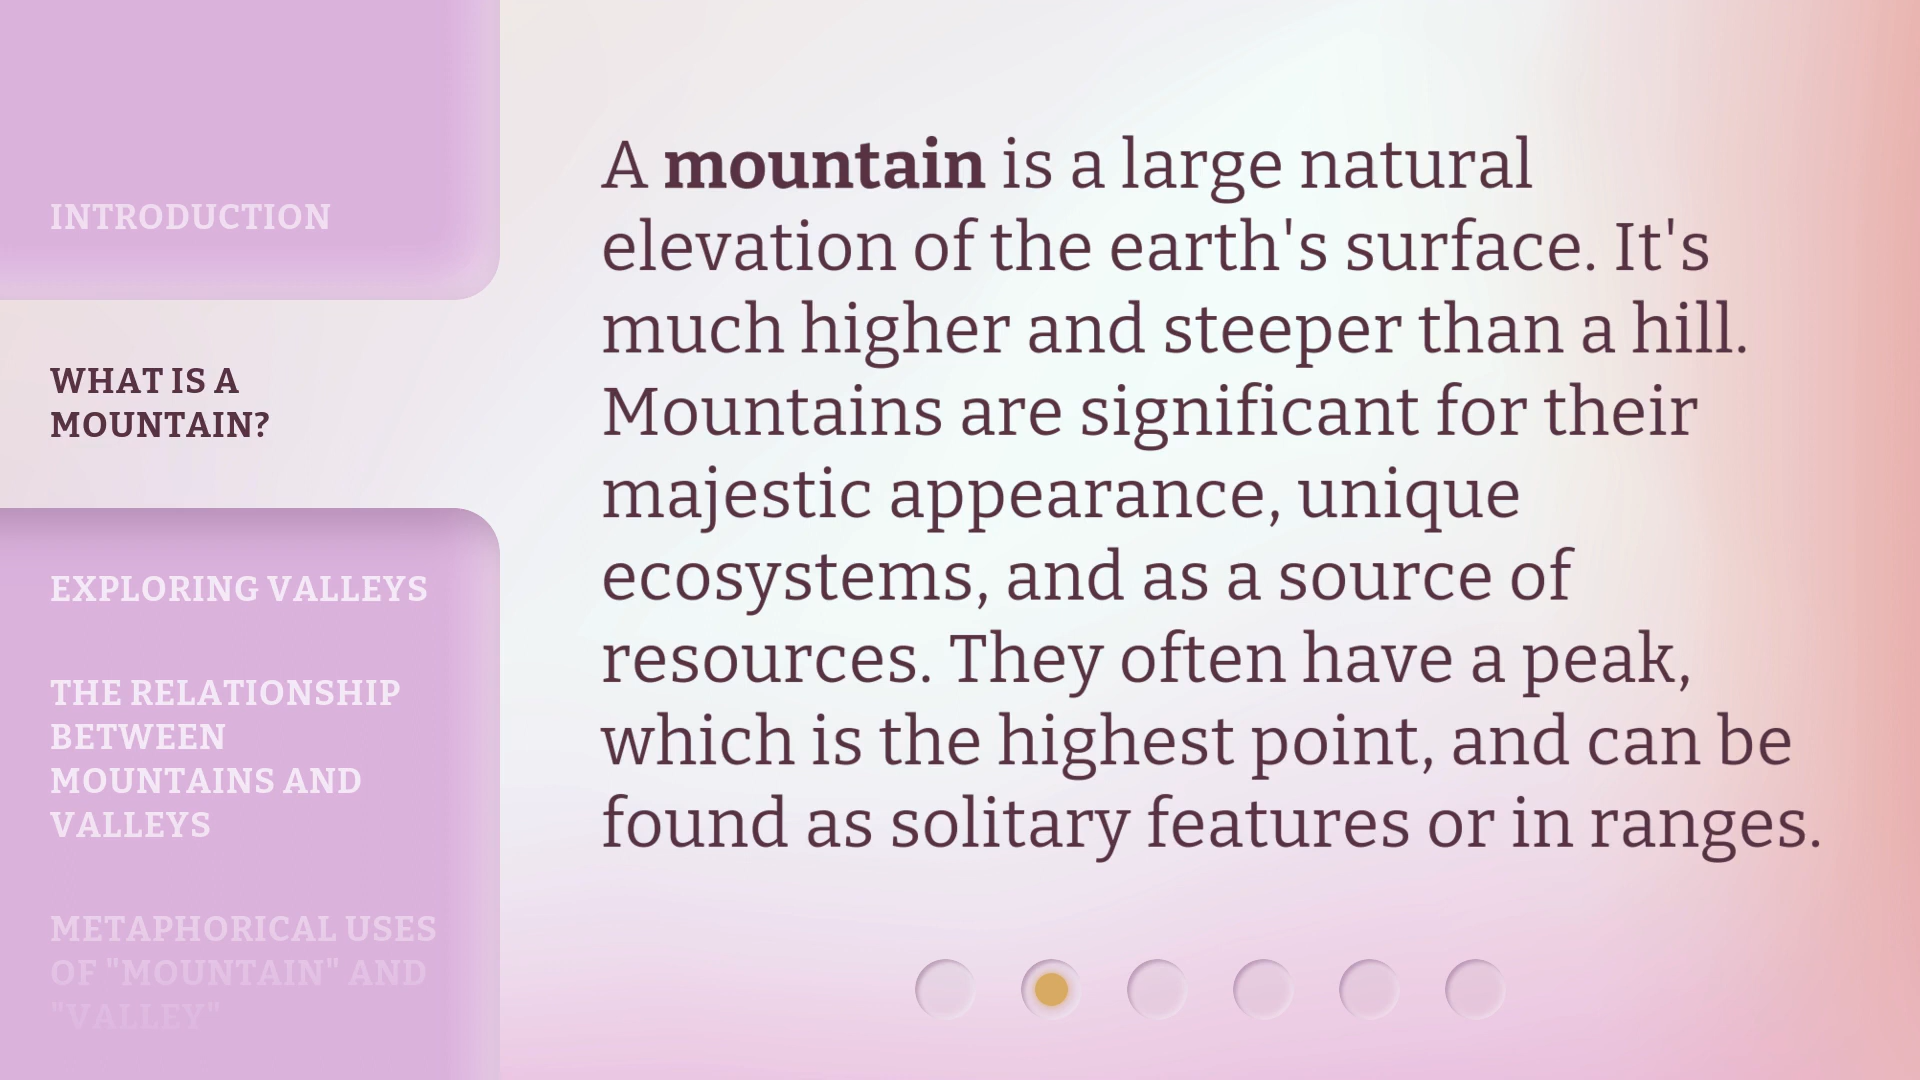 INTRODUCTION
WHAT IS A
MOUNTAIN?
EXPLORING VALLEYS
THE RELATIONSHIP
BETWEEN
MOUNTAINS AND
VALLEYS
METAPHORICAL USES
OF "MOUNTAIN" AND
"VALLEY"
A mountain is a large natural
elevation of the earth's surface. It's
much higher and steeper than a hill.
Mountains are significant for their
majestic appearance, unique
ecosystems, and as a source of
resources. They often have a peak,
which is the highest point, and can be
found as solitary features or in ranges.